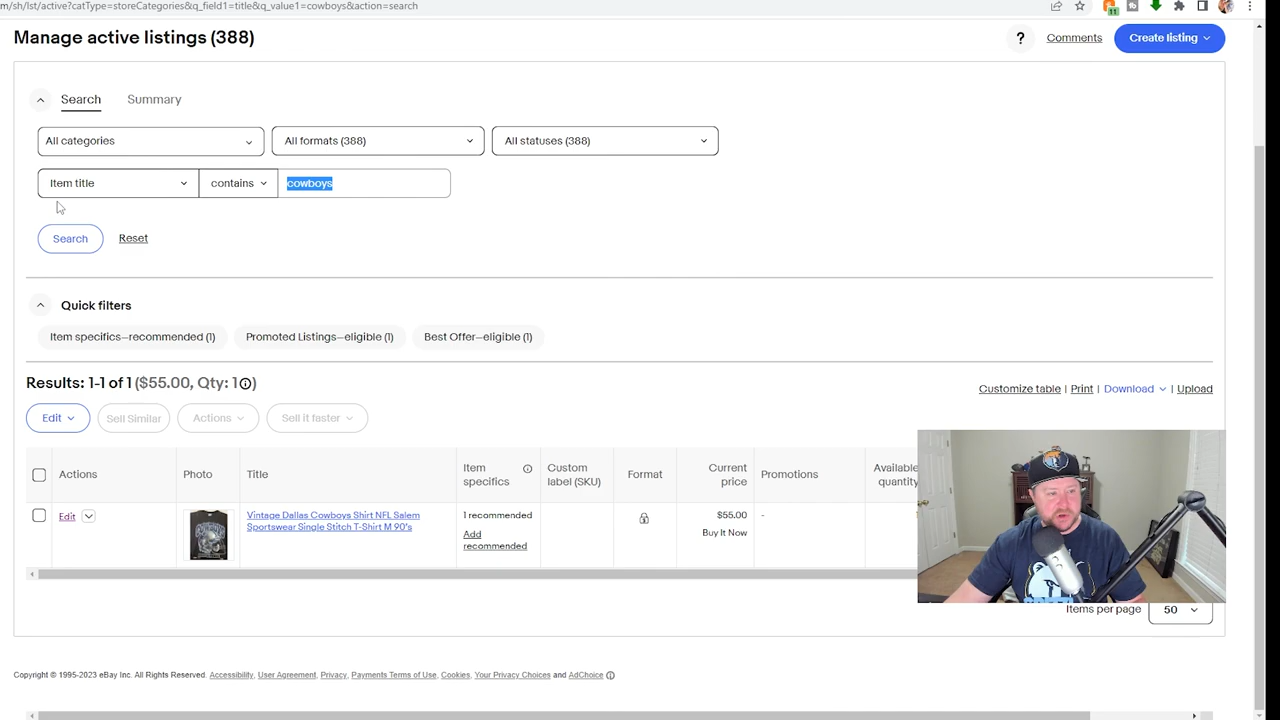 m/sh/lst/active?catType=storeCategories&q_field1=title&q_value1=cowboys&action=search
11
Manage active listings (388)
?
Comments
Create listing
Search
Summary
All categories
All formats (388)
All statuses (388)
Item title
contains
cowboys
Search
Reset
Quick filters
Item specifics–recommended (1)
Promoted Listings–eligible (1)
Best Offer–eligible (1)
Results: 1-1 of 1 ($55.00, Qty: 1)
Customize table | Print | Download | Upload
Edit
Sell Similar
Actions
Sell it faster
Actions
Photo
Title
Item specifics
Custom label (SKU)
Format
Current price
Promotions
Available quantity
Edit
Vintage Dallas Cowboys Shirt NFL Salem
Sportswear Single Stitch T-Shirt M 90's
1 recommended
Add
recommended
$55.00
Buy It Now
-
Items per page
50
Copyright © 1995-2023 eBay Inc. All Rights Reserved. Accessibility, User Agreement, Privacy, Payments Terms of Use, Cookies, Your Privacy Choices and AdChoice